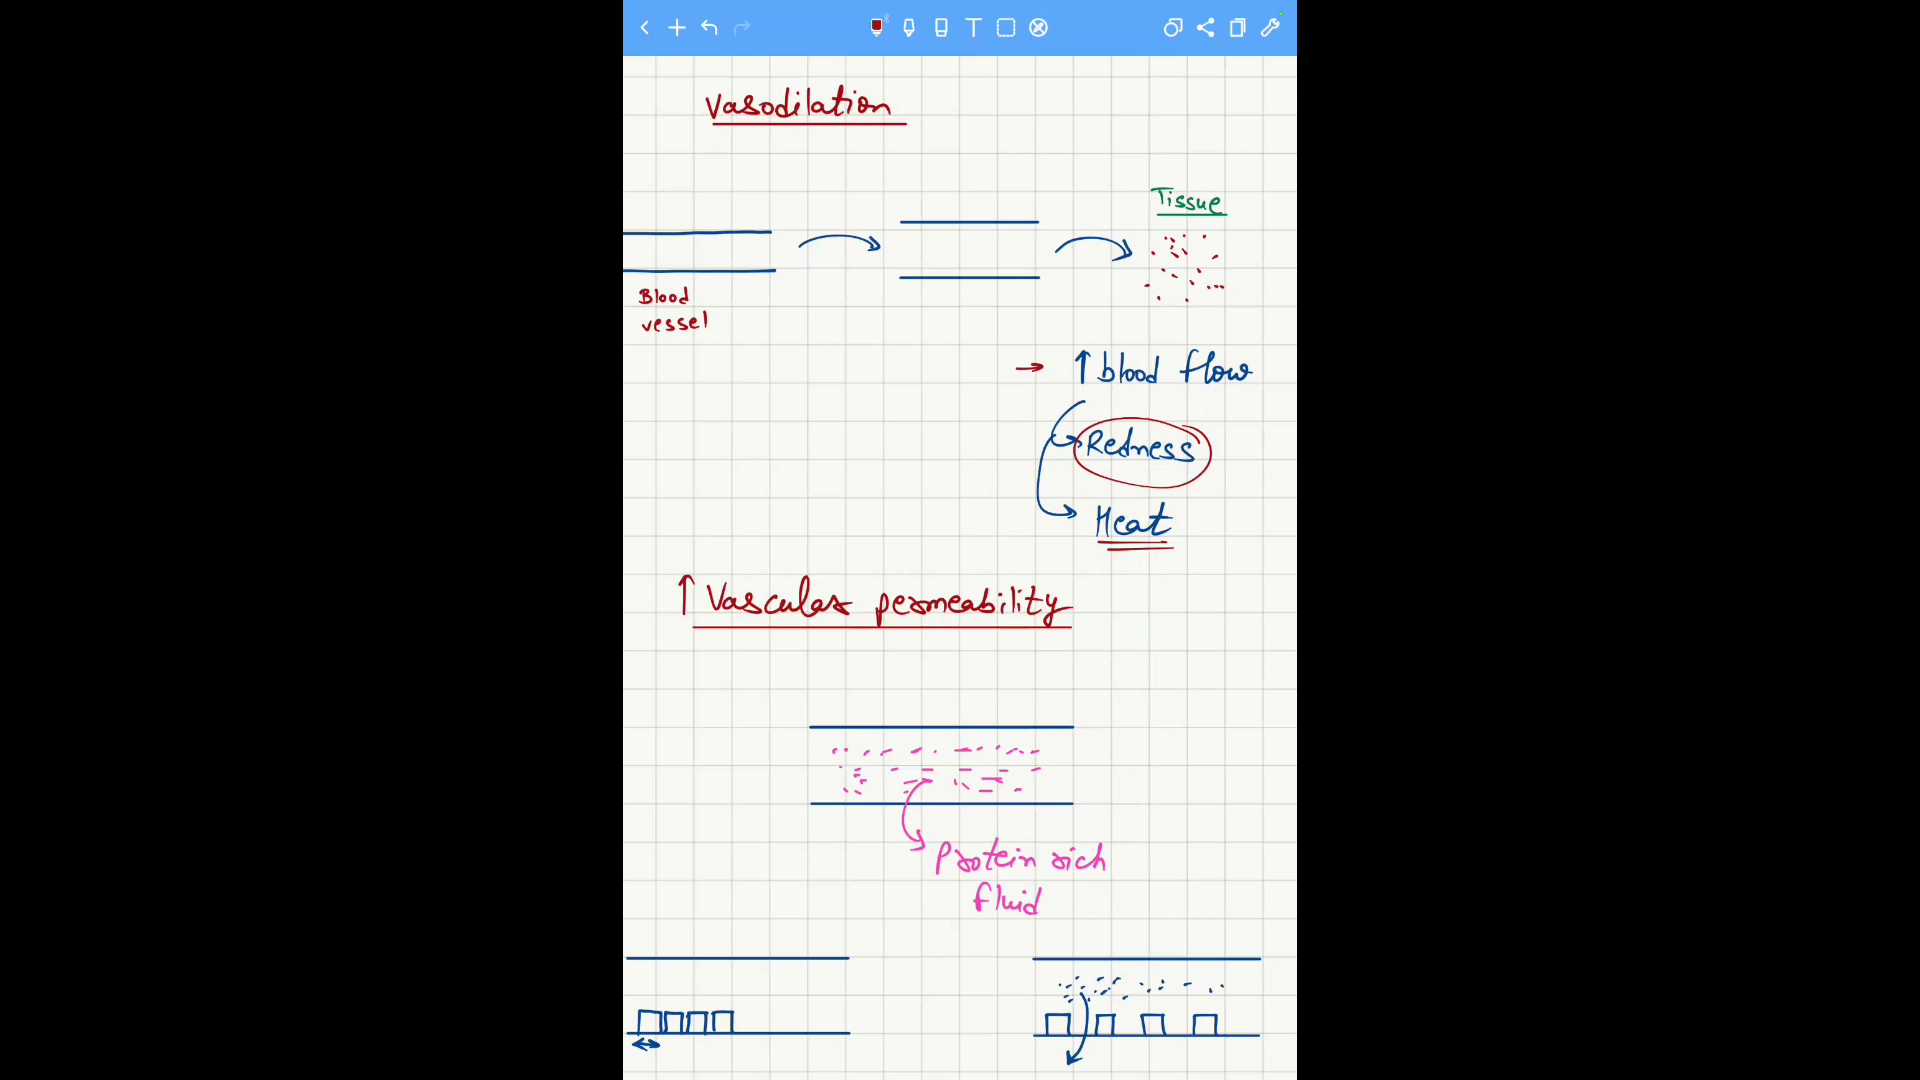 Vasodilation
Tissue
Blood
vessel
→ ↑ blood flow
Redness
Heat
↑ Vascular permeability
Protein rich
fluid